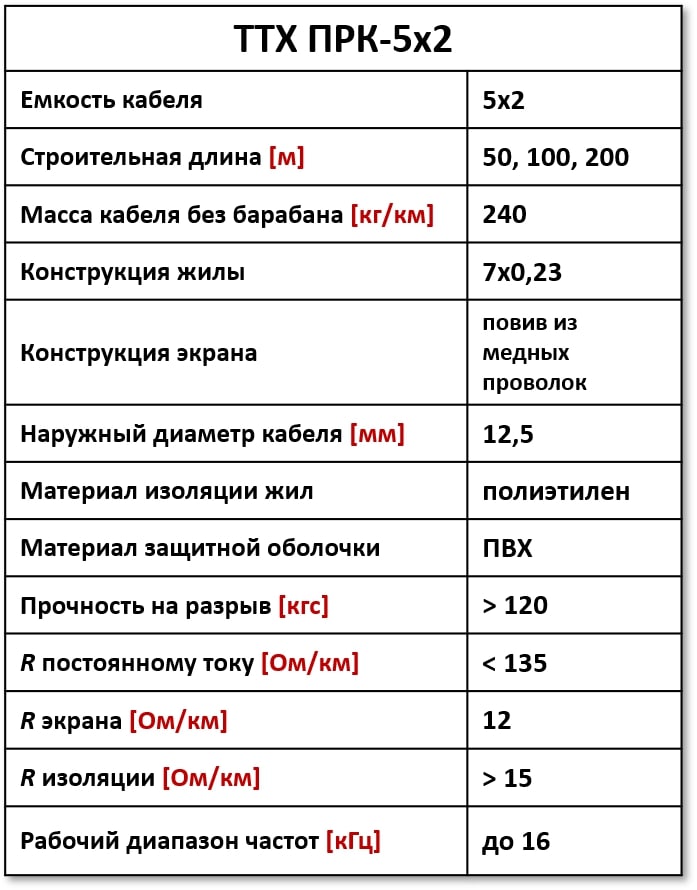 ТТХ ПРК-5х2
Емкость кабеля 5х2
Строительная длина [м] 50, 100, 200
Масса кабеля без барабана [кг/км] 240
Конструкция жилы 7х0,23
Конструкция экрана повив из
медных
проволок
Наружный диаметр кабеля [мм] 12,5
Материал изоляции жил полиэтилен
Материал защитной оболочки ПВХ
Прочность на разрыв [кгс] > 120
R постоянному току [Ом/км] < 135
R экрана [Ом/км] 12
R изоляции [Ом/км] > 15
Рабочий диапазон частот [кГц] до 16